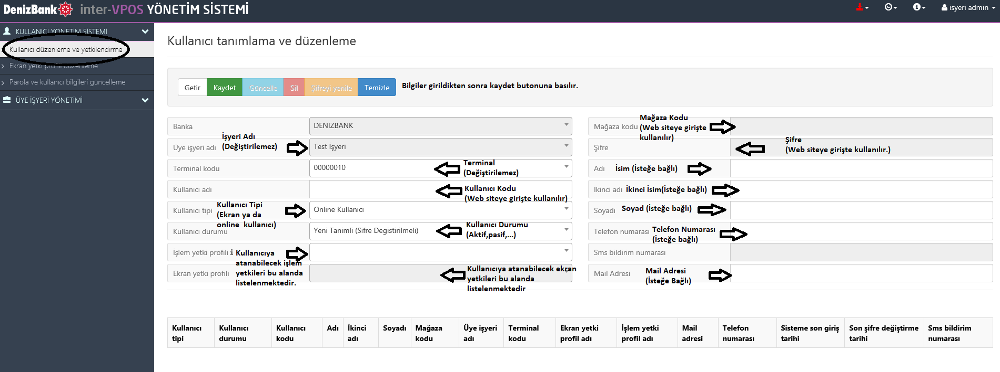 DenizBank inter-VPOS YÖNETİM SİSTEMİ
isyeri admin
KULLANICI YÖNETİM SİSTEMİ
Kullanıcı düzenleme ve yetkilendirme
Ekran yetki profili düzenleme
Parola ve kullanıcı bilgileri güncelleme
ÜYE İŞYERİ YÖNETİMİ
Kullanıcı tanımlama ve düzenleme
Getir Kaydet Güncelle Sil Şifreyi yenile Temizle Bilgiler girildikten sonra kaydet butonuna basılır.
Banka DENIZBANK
Üye işyeri adı İşyeri Adı
(Değiştirilemez) Test İşyeri
Terminal kodu 00000010 Terminal
(Değiştirilemez)
Kullanıcı adı Kullanıcı Kodu
(Web siteye girişte kullanılır)
Kullanıcı tipi Kullanıcı Tipi
(Ekran ya da
online kullanıcı) Online Kullanıcı
Kullanıcı durumu Yeni Tanimli (Sifre Degistirilmeli) Kullanıcı Durumu
(Aktif,pasif,...)
İşlem yetki profili i Kullanıcıya
atanabilecek işlem
yetkileri bu alanda
listelenmektedir.
Ekran yetki profili Kullanıcıya atanabilecek ekran
yetkileri bu alanda
listelenmektedir
Mağaza kodu Mağaza Kodu
(Web siteye girişte
kullanılır)
Şifre Şifre
(Web siteye girişte kullanılır.)
Adı İsim (İsteğe bağlı)
İkinci adı İkinci İsim(İsteğe bağlı)
Soyadı Soyad (İsteğe bağlı)
Telefon numarası Telefon Numarası
(İsteğe bağlı)
Sms bildirim numarası
Mail Adresi Mail Adresi
(İsteğe Bağlı)
Kullanıcı tipi
Kullanıcı durumu
Kullanıcı kodu
Adı
İkinci adı
Soyadı
Mağaza kodu
Üye işyeri adı
Terminal kodu
Ekran yetki profil adı
İşlem yetki profil adı
Mail adresi
Telefon numarası
Sisteme son giriş tarihi
Son şifre değiştirme tarihi
Sms bildirim numarası